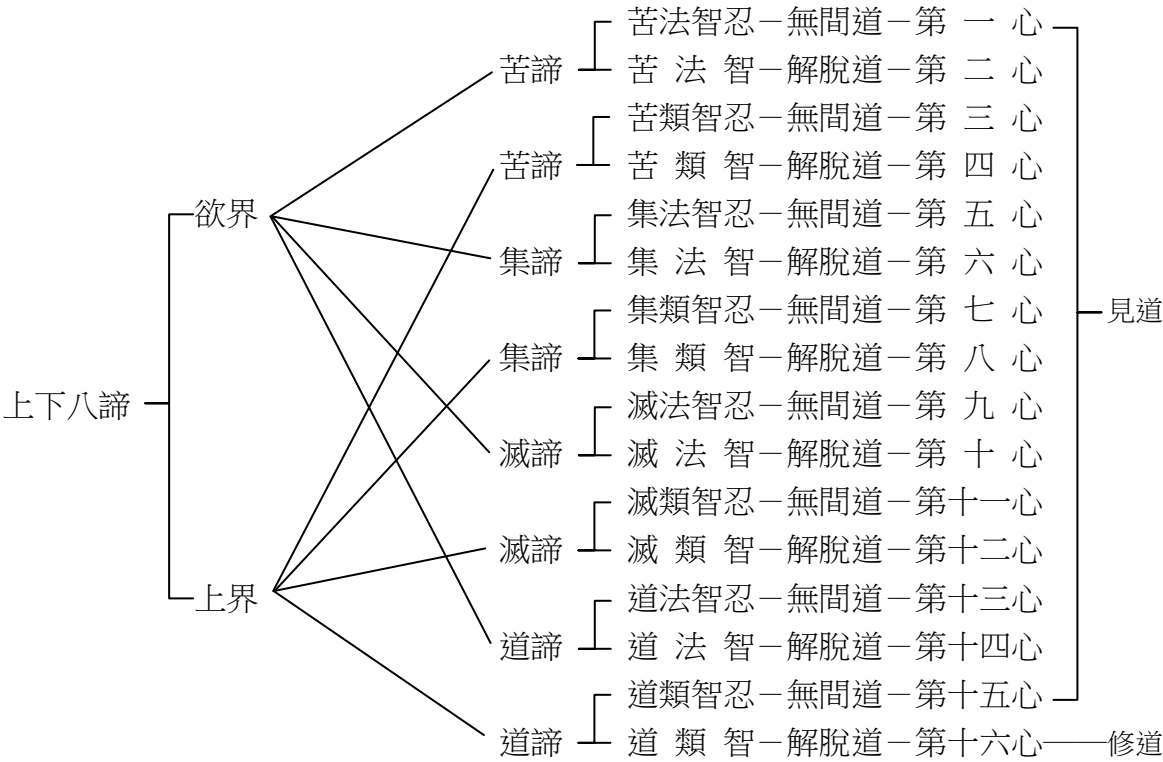 苦法智忍－無間道－第 一 心
苦諦
苦 法 智－解脫道－第 二 心
苦類智忍－無間道－第 三 心
苦諦
苦 類 智－解脫道－第 四 心
欲界
集法智忍－無間道－第 五 心
集諦
集 法 智－解脫道－第 六 心
集類智忍－無間道－第 七 心
見道
集諦
集 類 智－解脫道－第 八 心
上下八諦
滅法智忍－無間道－第 九 心
滅諦
滅 法 智－解脫道－第 十 心
滅類智忍－無間道－第十一心
滅諦
滅 類 智－解脫道－第十二心
上界
道法智忍－無間道－第十三心
道諦
道 法 智－解脫道－第十四心
道類智忍－無間道－第十五心
道諦
道 類 智－解脫道－第十六心——修道